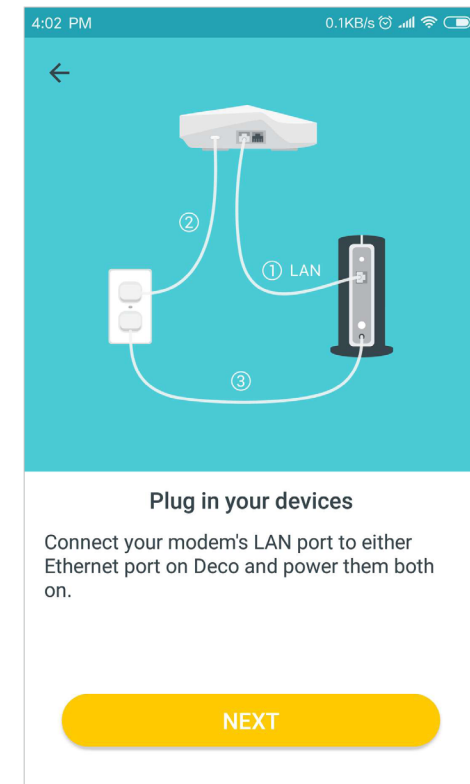 4:02 PM 0.1KB/s
②
① LAN
③
Plug in your devices
Connect your modem's LAN port to either
Ethernet port on Deco and power them both
on.
NEXT